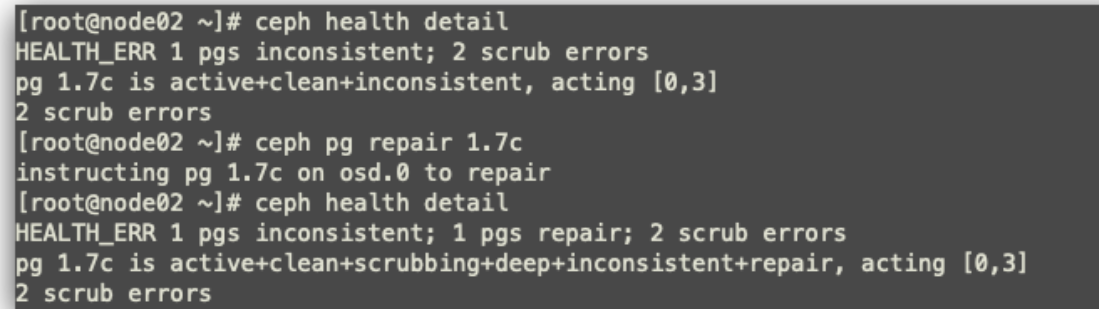 [root@node02 ~]# ceph health detail
HEALTH_ERR 1 pgs inconsistent; 2 scrub errors
pg 1.7c is active+clean+inconsistent, acting [0,3]
2 scrub errors
[root@node02 ~]# ceph pg repair 1.7c
instructing pg 1.7c on osd.0 to repair
[root@node02 ~]# ceph health detail
HEALTH_ERR 1 pgs inconsistent; 1 pgs repair; 2 scrub errors
pg 1.7c is active+clean+scrubbing+deep+inconsistent+repair, acting [0,3]
2 scrub errors